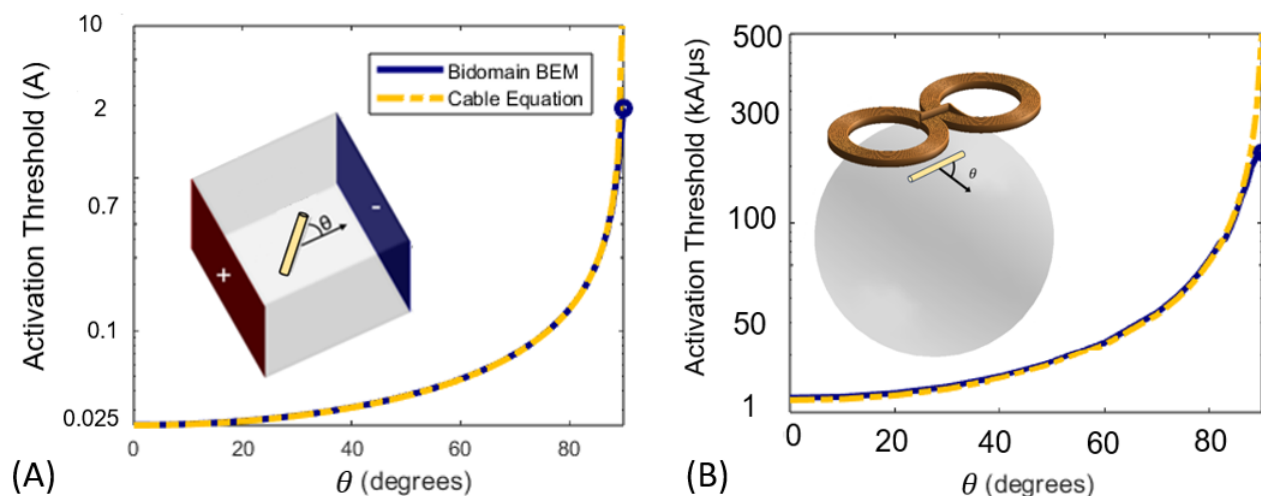 Activation Threshold (A)
10
2
0.7
0.1
0.025
Bidomain BEM
Cable Equation
+
-
θ
0
20
40
60
80
θ (degrees)
(A)
Activation Threshold (kA/μs)
500
300
100
50
1
θ
0
20
40
60
80
θ (degrees)
(B)